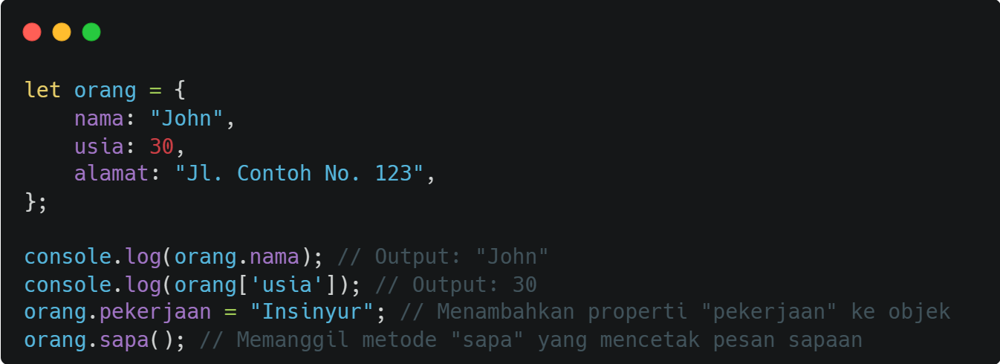 let orang = {
    nama: "John",
    usia: 30,
    alamat: "Jl. Contoh No. 123",
};

console.log(orang.nama); // Output: "John"
console.log(orang['usia']); // Output: 30
orang.pekerjaan = "Insinyur"; // Menambahkan properti "pekerjaan" ke objek
orang.sapa(); // Memanggil metode "sapa" yang mencetak pesan sapaan